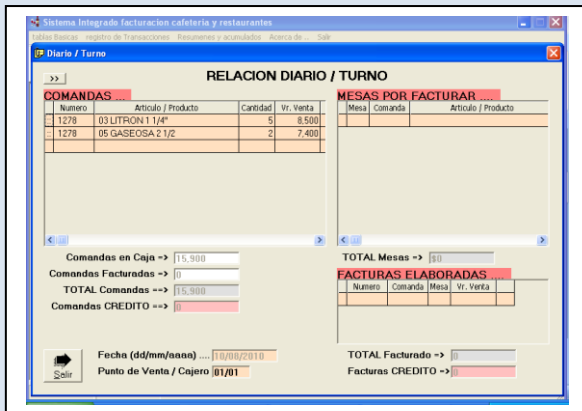 Sistema Integrado facturacion cafeteria y restaurantes
tablas Basicas registro de Transacciones Resumenes y acumulados Acerca de ... Salir
Diario / Turno
>>
RELACION DIARIO / TURNO
COMANDAS ...
Numero Articulo / Producto Cantidad Vr. Venta
1278 03 LITRON 1 1/4" 5 8,500
1278 05 GASEOSA 2 1/2 2 7,400
MESAS POR FACTURAR ....
Mesa Comanda Articulo / Producto
Comandas en Caja => 15,900
Comandas Facturadas => 0
TOTAL Comandas ==> 15,900
Comandas CREDITO ==> 0
TOTAL Mesas => $0
FACTURAS ELABORADAS ....
Numero Comanda Mesa Vr. Venta
Salir
Fecha (dd/mm/aaaa) .... 10/08/2010
Punto de Venta / Cajero 01/01
TOTAL Facturado => 0
Facturas CREDITO => 0